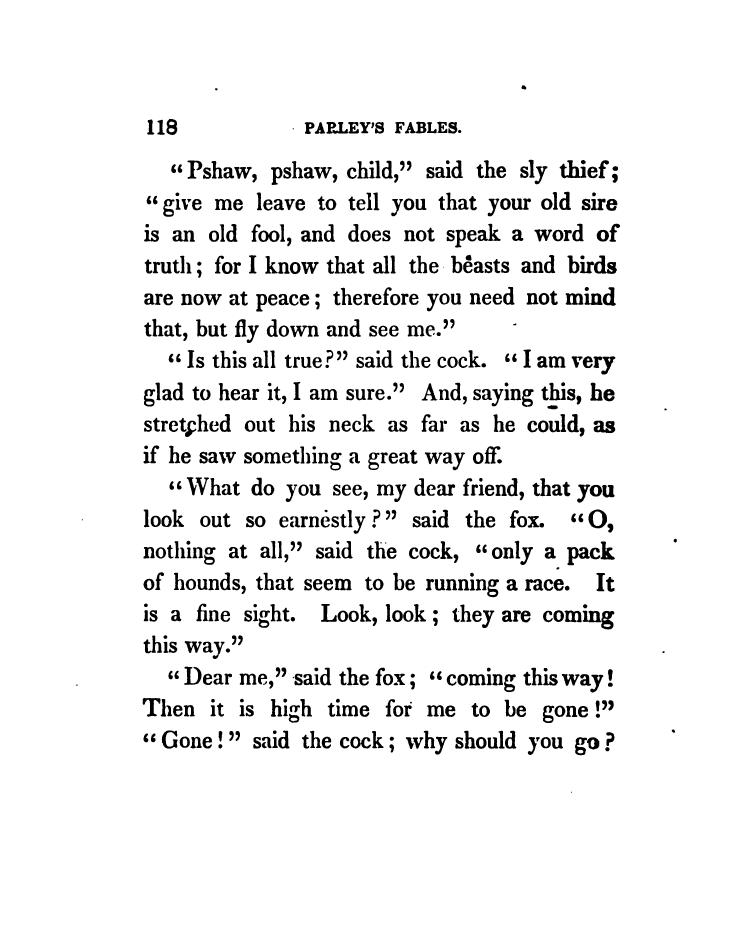 118 PARLEY'S FABLES.
“Pshaw, pshaw, child,” said the sly thief;
“give me leave to tell you that your old sire
is an old fool, and does not speak a word of
truth; for I know that all the beasts and birds
are now at peace; therefore you need not mind
that, but fly down and see me.”
“Is this all true?” said the cock. “I am very
glad to hear it, I am sure.” And, saying this, he
stretched out his neck as far as he could, as
if he saw something a great way off.
“What do you see, my dear friend, that you
look out so earnestly?” said the fox. “O,
nothing at all,” said the cock, “only a pack
of hounds, that seem to be running a race. It
is a fine sight. Look, look; they are coming
this way.”
“Dear me,” said the fox; “coming this way!
Then it is high time for me to be gone!”
“Gone!” said the cock; why should you go?